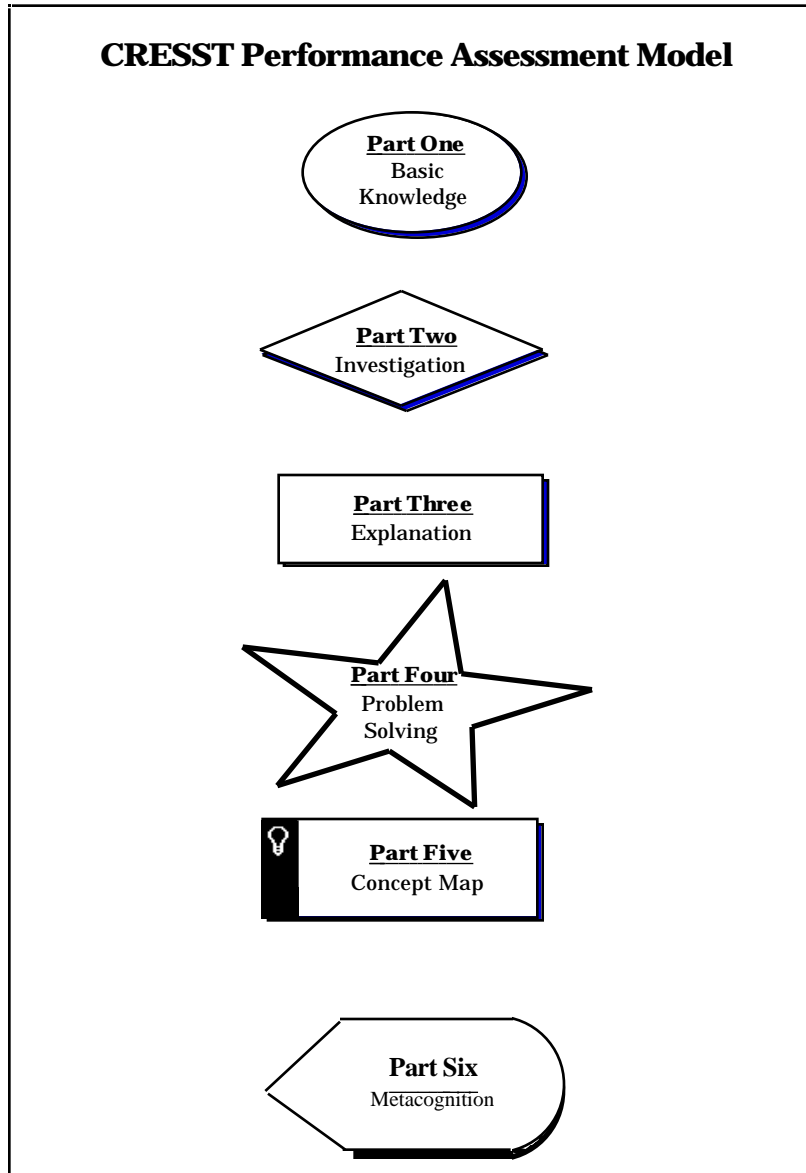 CRESST Performance Assessment Model
Part One
Basic
Knowledge
Part Two
Investigation
Part Three
Explanation
Part Four
Problem
Solving
Part Five
Concept Map
Part Six
Metacognition